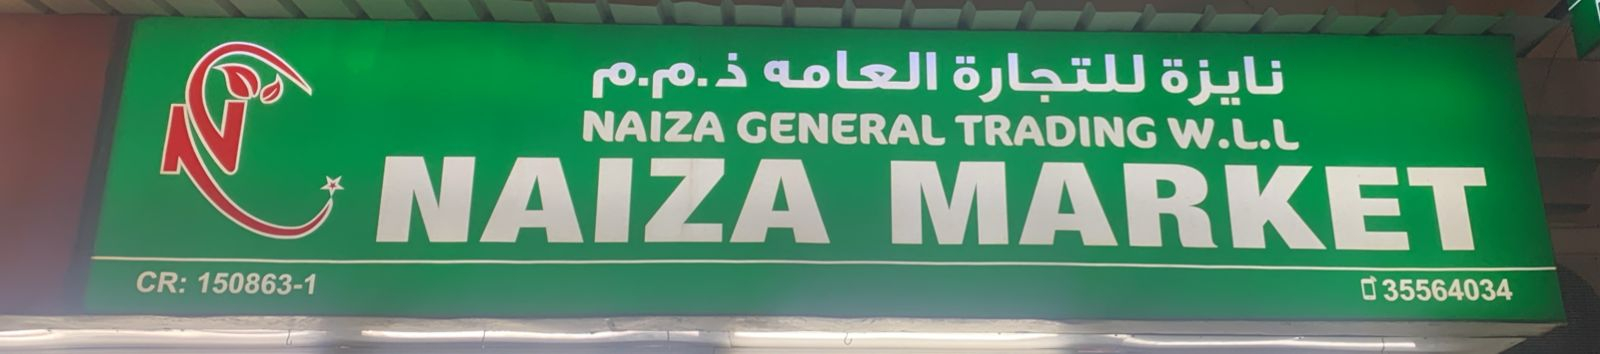 نايزة للتجارة العامه ذ.م.م
NAIZA GENERAL TRADING W.L.L
NAIZA MARKET
CR: 150863-1
35564034